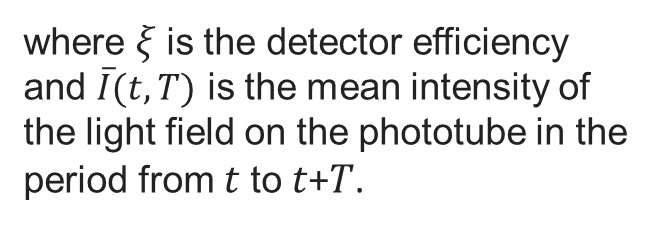 where ξ is the detector efficiency
and Ī(t, T) is the mean intensity of
the light field on the phototube in the
period from t to t+T.